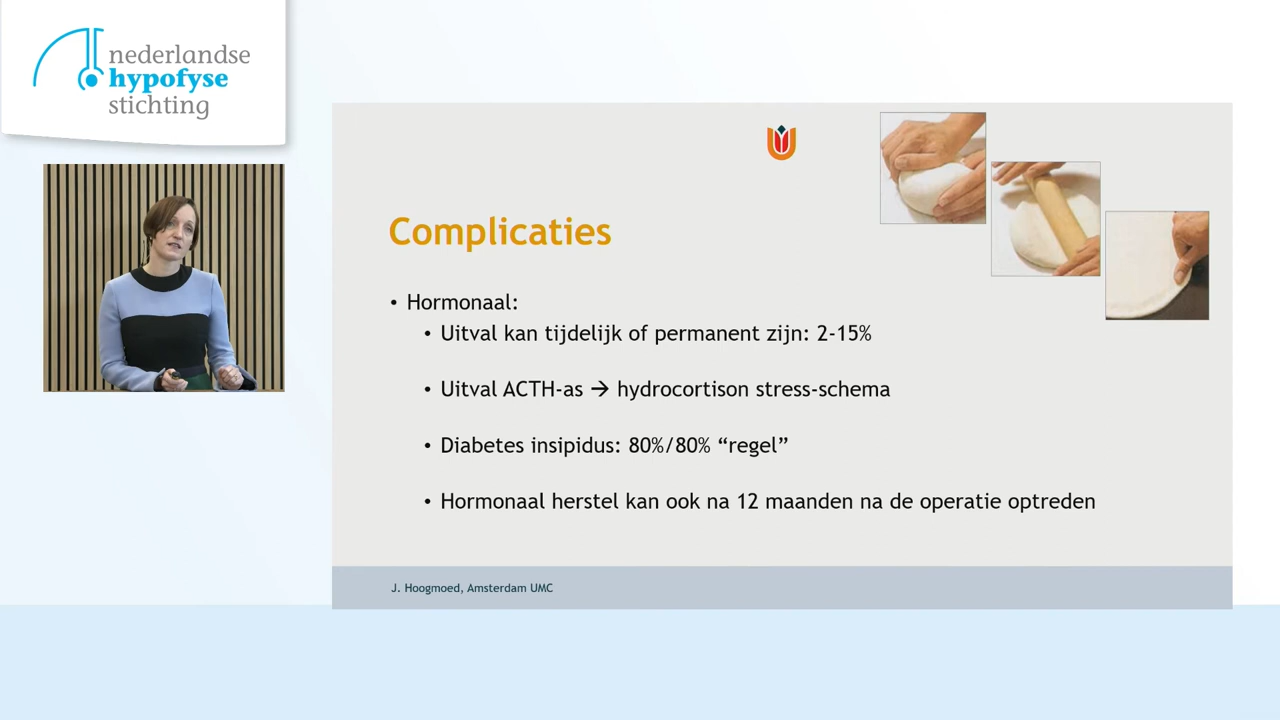 nederlandse
hypofyse
stichting
Complicaties
• Hormonaal:
• Uitval kan tijdelijk of permanent zijn: 2-15%
• Uitval ACTH-as → hydrocortison stress-schema
• Diabetes insipidus: 80%/80% “regel”
• Hormonaal herstel kan ook na 12 maanden na de operatie optreden
J. Hoogmoed, Amsterdam UMC